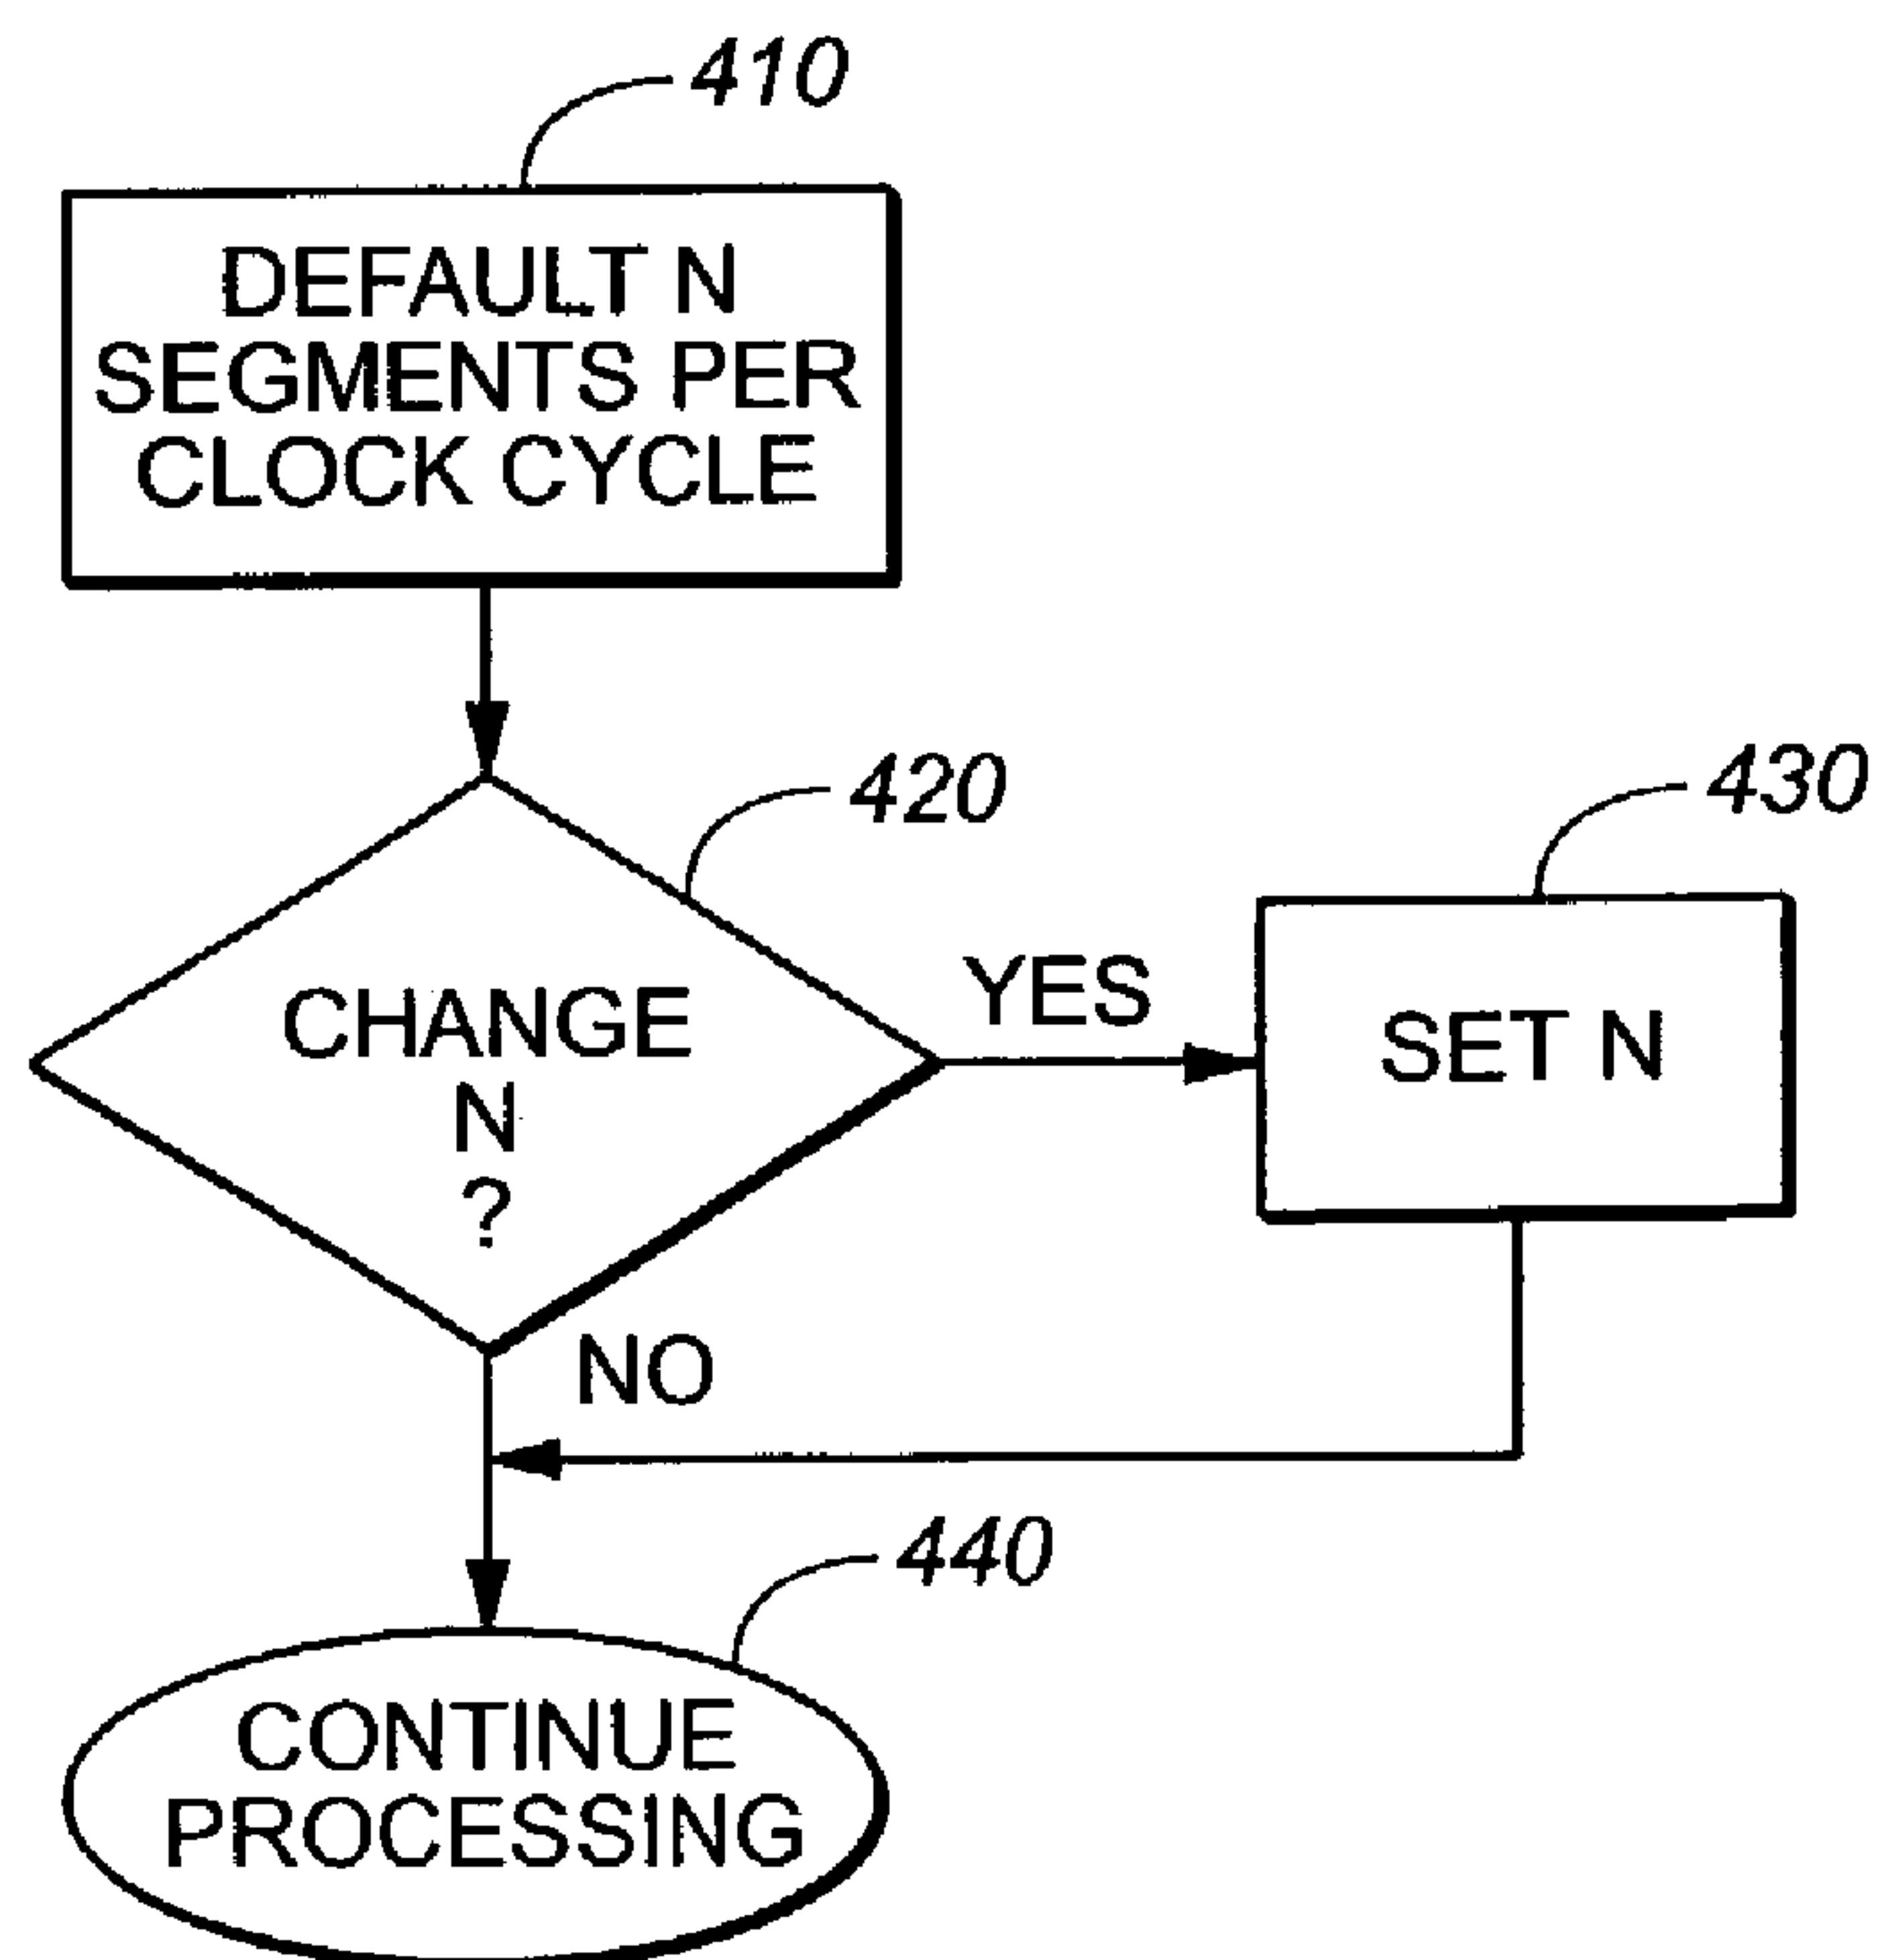 410
DEFAULT N
SEGMENTS PER
CLOCK CYCLE
420
430
CHANGE
N
?
YES
SET N
NO
440
CONTINUE
PROCESSING